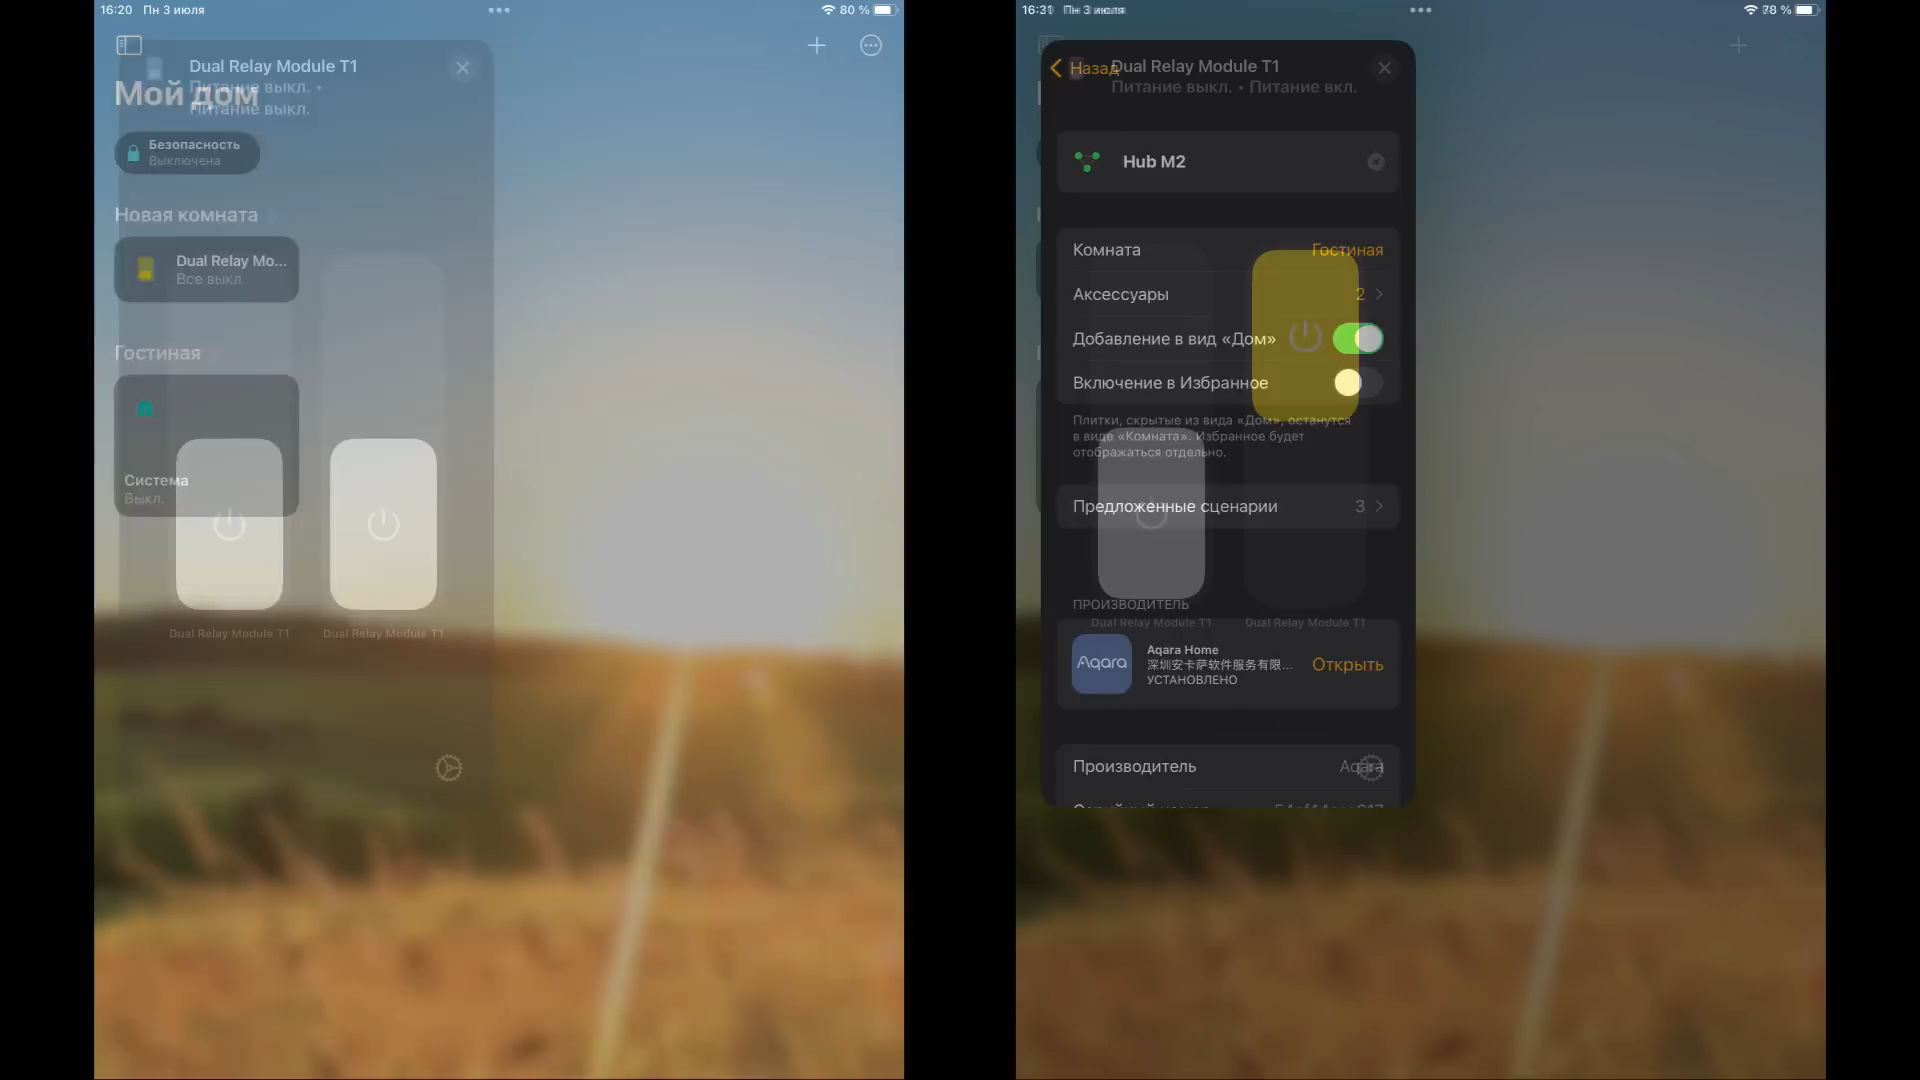 16:20 Пн 3 июля
80 %
Dual Relay Module T1
Питание выкл. •
Питание выкл.
Мой дом
Безопасность
Выключена
Новая комната
Dual Relay Mo...
Все выкл.
Гостиная
Система
Выкл.
Dual Relay Module T1
Dual Relay Module T1
Пн 3 июля
78 %
Назад
Dual Relay Module T1
Питание выкл. • Питание вкл.
Hub M2
Комната
Гостиная
Аксессуары
2
Добавление в вид «Дом»
Включение в Избранное
Плитки, скрытые из вида «Дом», останутся
в виде «Комната». Избранное будет
отображаться отдельно.
Предложенные сценарии
3
ПРОИЗВОДИТЕЛЬ
Dual Relay Module T1
Dual Relay Module T1
Aqara
Aqara Home
深圳安卡萨软件服务有限...
УСТАНОВЛЕНО
Открыть
Производитель
Aqara